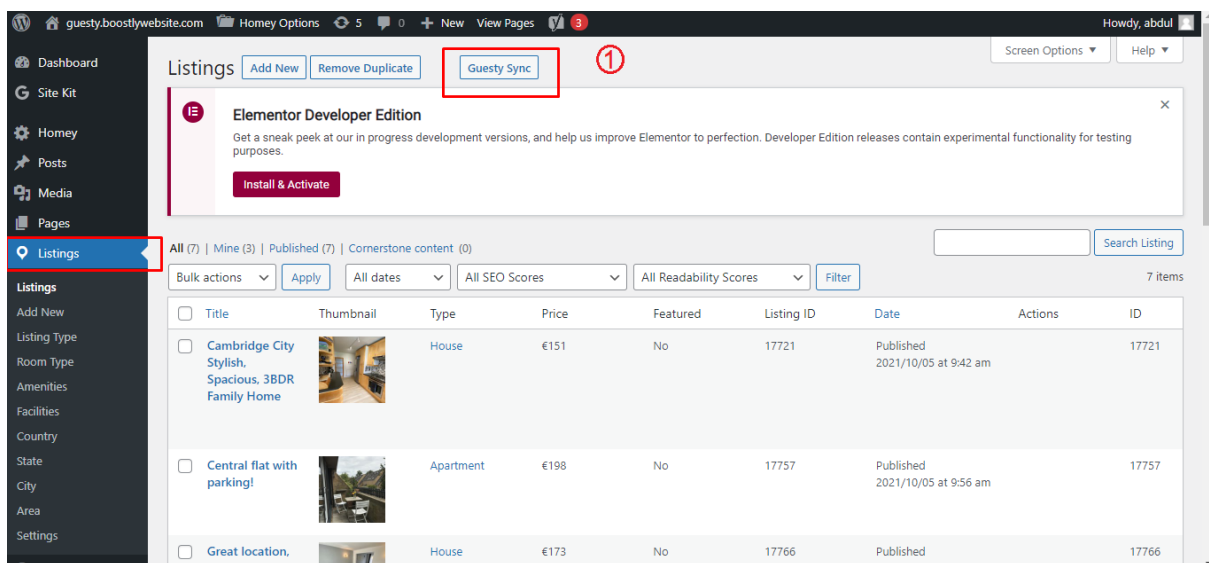 guesty.boostlywebsite.com Homey Options 5 0 New View Pages 3 Howdy, abdul
Dashboard
Site Kit
Homey
Posts
Media
Pages
Listings
Listings
Add New
Listing Type
Room Type
Amenities
Facilities
Country
State
City
Area
Settings
Screen Options ▼ Help ▼
Listings Add New Remove Duplicate Guesty Sync 1
Elementor Developer Edition
Get a sneak peek at our in progress development versions, and help us improve Elementor to perfection. Developer Edition releases contain experimental functionality for testing
purposes.
Install & Activate
All (7) | Mine (3) | Published (7) | Cornerstone content (0)
Search Listing
Bulk actions Apply All dates All SEO Scores All Readability Scores Filter 7 items
Title Thumbnail Type Price Featured Listing ID Date Actions ID
Cambridge City House €151 No 17721 Published 17721
Stylish, 2021/10/05 at 9:42 am
Spacious, 3BDR
Family Home
Central flat with Apartment €198 No 17757 Published 17757
parking! 2021/10/05 at 9:56 am
Great location, House €173 No 17766 Published 17766